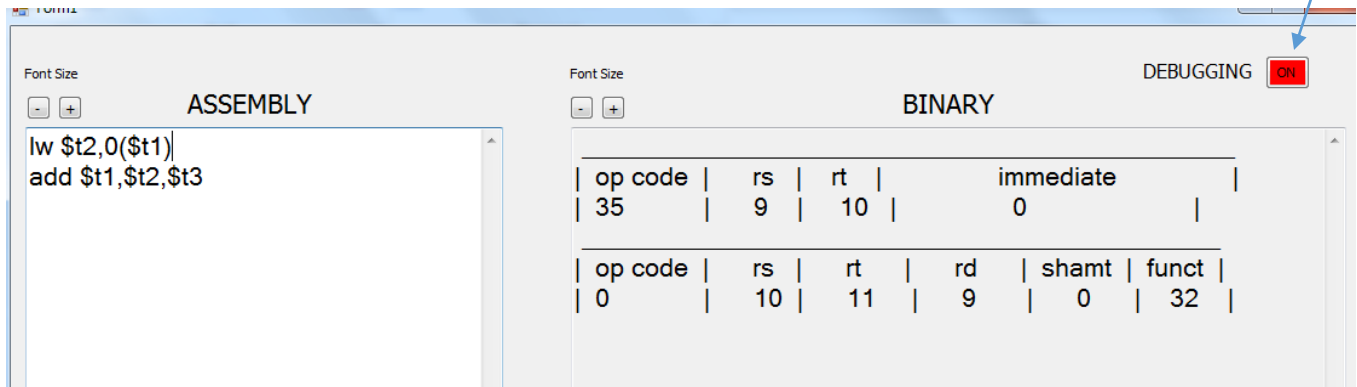 Form1
Font Size
ASSEMBLY
- +
lw $t2,0($t1)
add $t1,$t2,$t3
Font Size
DEBUGGING ON
- +
BINARY
| op code | rs | rt | immediate |
| 35 | 9 | 10 | 0 |
| op code | rs | rt | rd | shamt | funct |
| 0 | 10 | 11 | 9 | 0 | 32 |